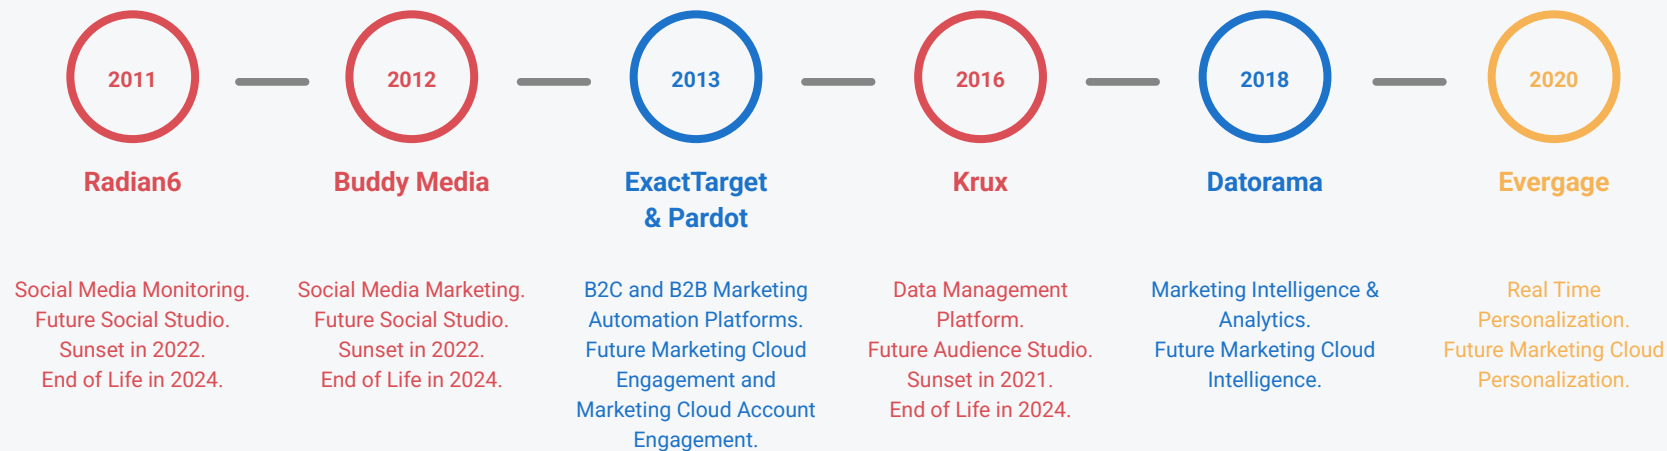 2011
Radian6
Social Media Monitoring.
Future Social Studio.
Sunset in 2022.
End of Life in 2024.
2012
Buddy Media
Social Media Marketing.
Future Social Studio.
Sunset in 2022.
End of Life in 2024.
2013
ExactTarget
& Pardot
B2C and B2B Marketing
Automation Platforms.
Future Marketing Cloud
Engagement and
Marketing Cloud Account
Engagement.
2016
Krux
Data Management
Platform.
Future Audience Studio.
Sunset in 2021.
End of Life in 2024.
2018
Datorama
Marketing Intelligence &
Analytics.
Future Marketing Cloud
Intelligence.
2020
Evergage
Real Time
Personalization.
Future Marketing Cloud
Personalization.